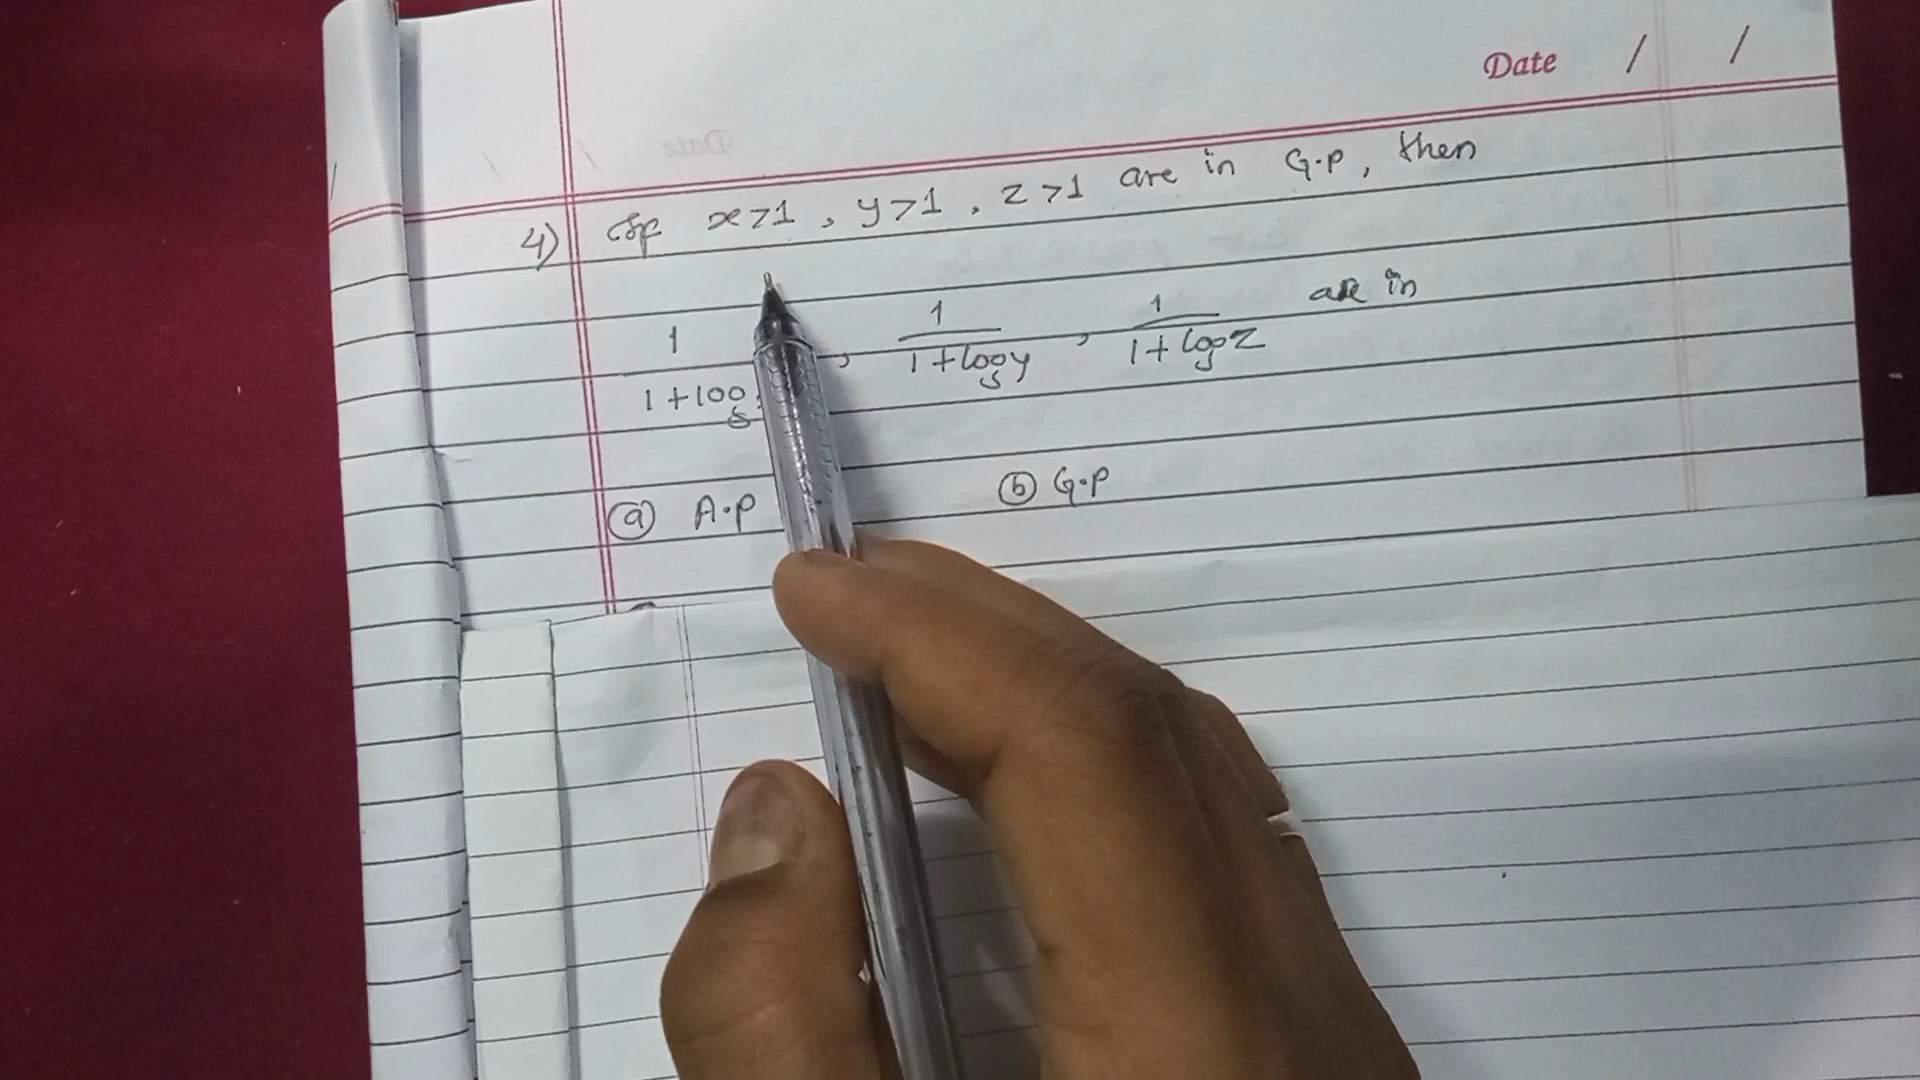 Date / /
4) If x>1, y>1, z>1 are in G.P, then
1 , 1 , 1 are in
1+log 1+logy 1+logz
(a) A.P (b) G.P